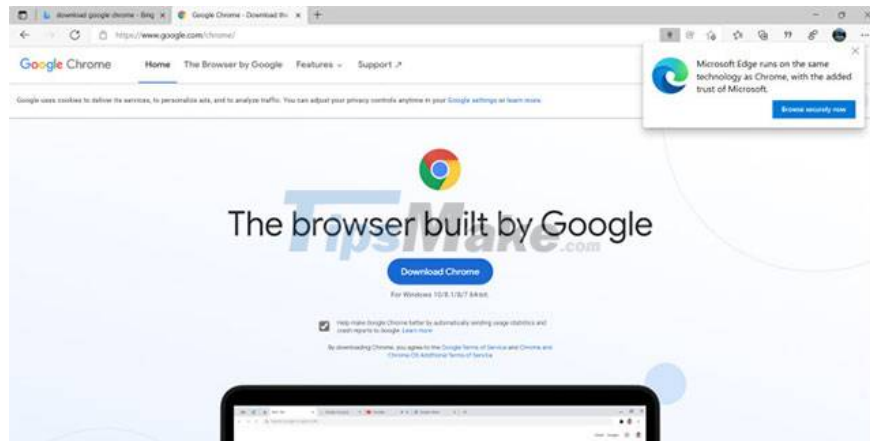 download google chrome - Bing
Google Chrome - Download the
https://www.google.com/chrome/
Google Chrome Home The Browser by Google Features Support
Microsoft Edge runs on the same
technology as Chrome, with the added
trust of Microsoft.
Browse securely now
Google uses cookies to deliver its services, to personalize ads, and to analyze traffic. You can adjust your privacy controls anytime in your Google settings or learn more.
The browser built by Google
TipsMake.com
Download Chrome
For Windows 10/8.1/8/7 64-bit.
Help make Google Chrome better by automatically sending usage statistics and
crash reports to Google. Learn more
By downloading Chrome, you agree to the Google Terms of Service and Chrome and
Chrome OS Additional Terms of Service